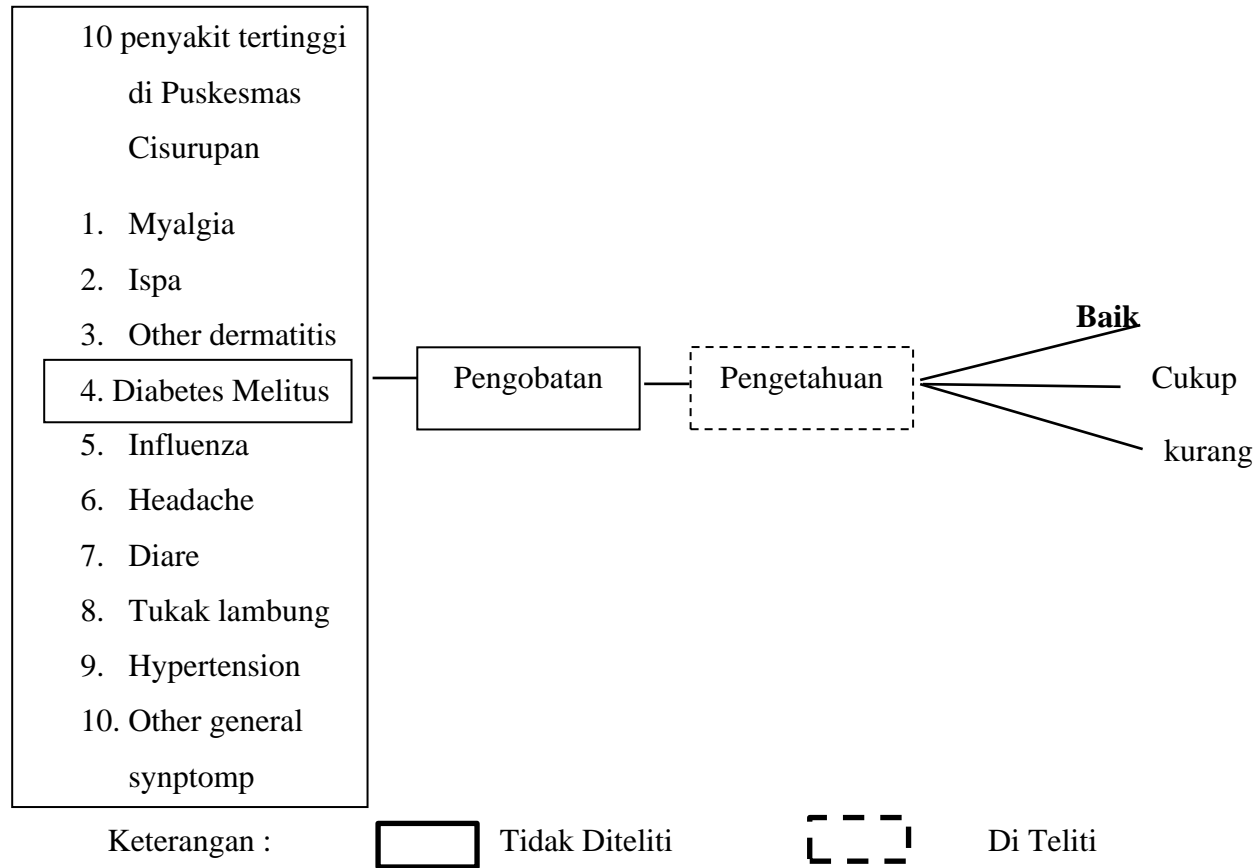 10 penyakit tertinggi
di Puskesmas
Cisurupan
1. Myalgia
2. Ispa
3. Other dermatitis
4. Diabetes Melitus
5. Influenza
6. Headache
7. Diare
8. Tukak lambung
9. Hypertension
10. Other general
synptomp
Pengobatan
Pengetahuan
Baik
Cukup
kurang
Keterangan :
Tidak Diteliti
Di Teliti